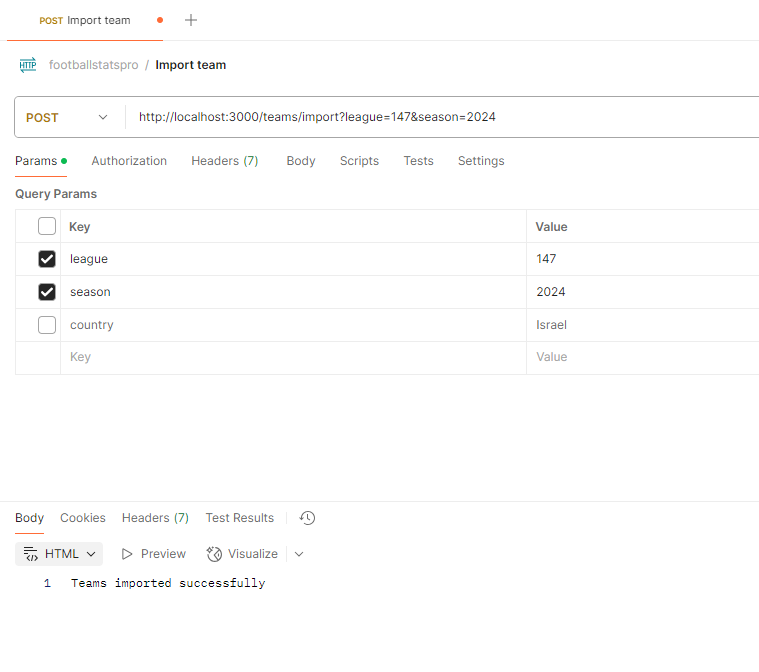 POST Import team
HTTP footballstatspro / Import team
POST http://localhost:3000/teams/import?league=147&season=2024
Params Authorization Headers (7) Body Scripts Tests Settings
Query Params
Key Value
league 147
season 2024
country Israel
Key Value
Body Cookies Headers (7) Test Results
HTML Preview Visualize
1 Teams imported successfully